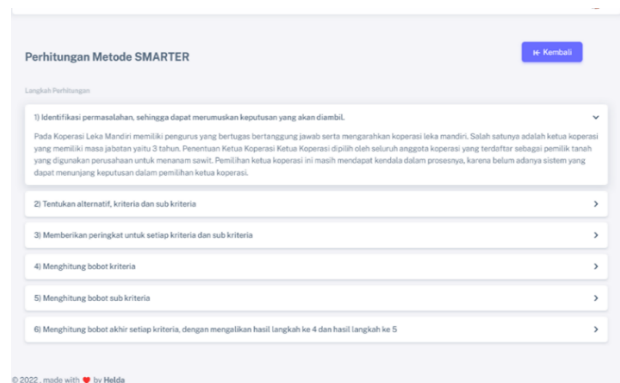 Perhitungan Metode SMARTER
Kembali
Langkah Perhitungan
1) Identifikasi permasalahan, sehingga dapat merumuskan keputusan yang akan diambil.
Pada Koperasi Leka Mandiri memiliki pengurus yang bertugas bertanggung jawab serta mengarahkan koperasi leka mandiri. Salah satunya adalah ketua koperasi
yang memiliki masa jabatan yaitu 3 tahun. Penentuan Ketua Koperasi Ketua Koperasi dipilih oleh seluruh anggota koperasi yang terdaftar sebagai pemilik tanah
yang digunakan perusahaan untuk menanam sawit. Pemilihan ketua koperasi ini masih mendapat kendala dalam prosesnya, karena belum adanya sistem yang
dapat menunjang keputusan dalam pemilihan ketua koperasi.
2) Tentukan alternatif, kriteria dan sub kriteria
3) Memberikan peringkat untuk setiap kriteria dan sub kriteria
4) Menghitung bobot kriteria
5) Menghitung bobot sub kriteria
6) Menghitung bobot akhir setiap kriteria, dengan mengalikan hasil langkah ke 4 dan hasil langkah ke 5
© 2022 , made with ❤ by Helda